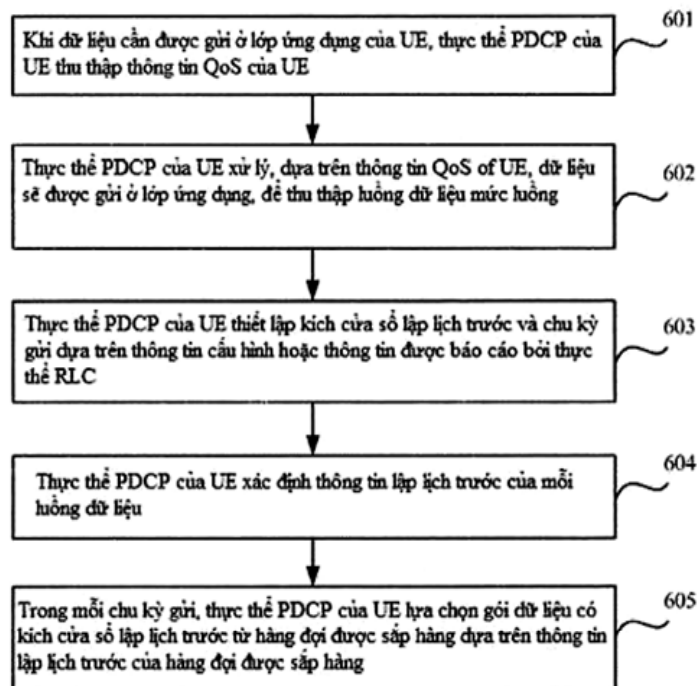 601
Khi dữ liệu cần được gửi ở lớp ứng dụng của UE, thực thể PDCP của
UE thu thập thông tin QoS của UE
602
Thực thể PDCP của UE xử lý, dựa trên thông tin QoS of UE, dữ liệu
sẽ được gửi ở lớp ứng dụng, để thu thập luồng dữ liệu mức luồng
603
Thực thể PDCP của UE thiết lập kích cửa sổ lập lịch trước và chu kỳ
gửi dựa trên thông tin cấu hình hoặc thông tin được báo cáo bởi thực
thể RLC
604
Thực thể PDCP của UE xác định thông tin lập lịch trước của mỗi
luồng dữ liệu
605
Trong mỗi chu kỳ gửi, thực thể PDCP của UE lựa chọn gói dữ liệu có
kích cửa sổ lập lịch trước từ hàng đợi được sắp hàng dựa trên thông tin
lập lịch trước của hàng đợi được sắp hàng